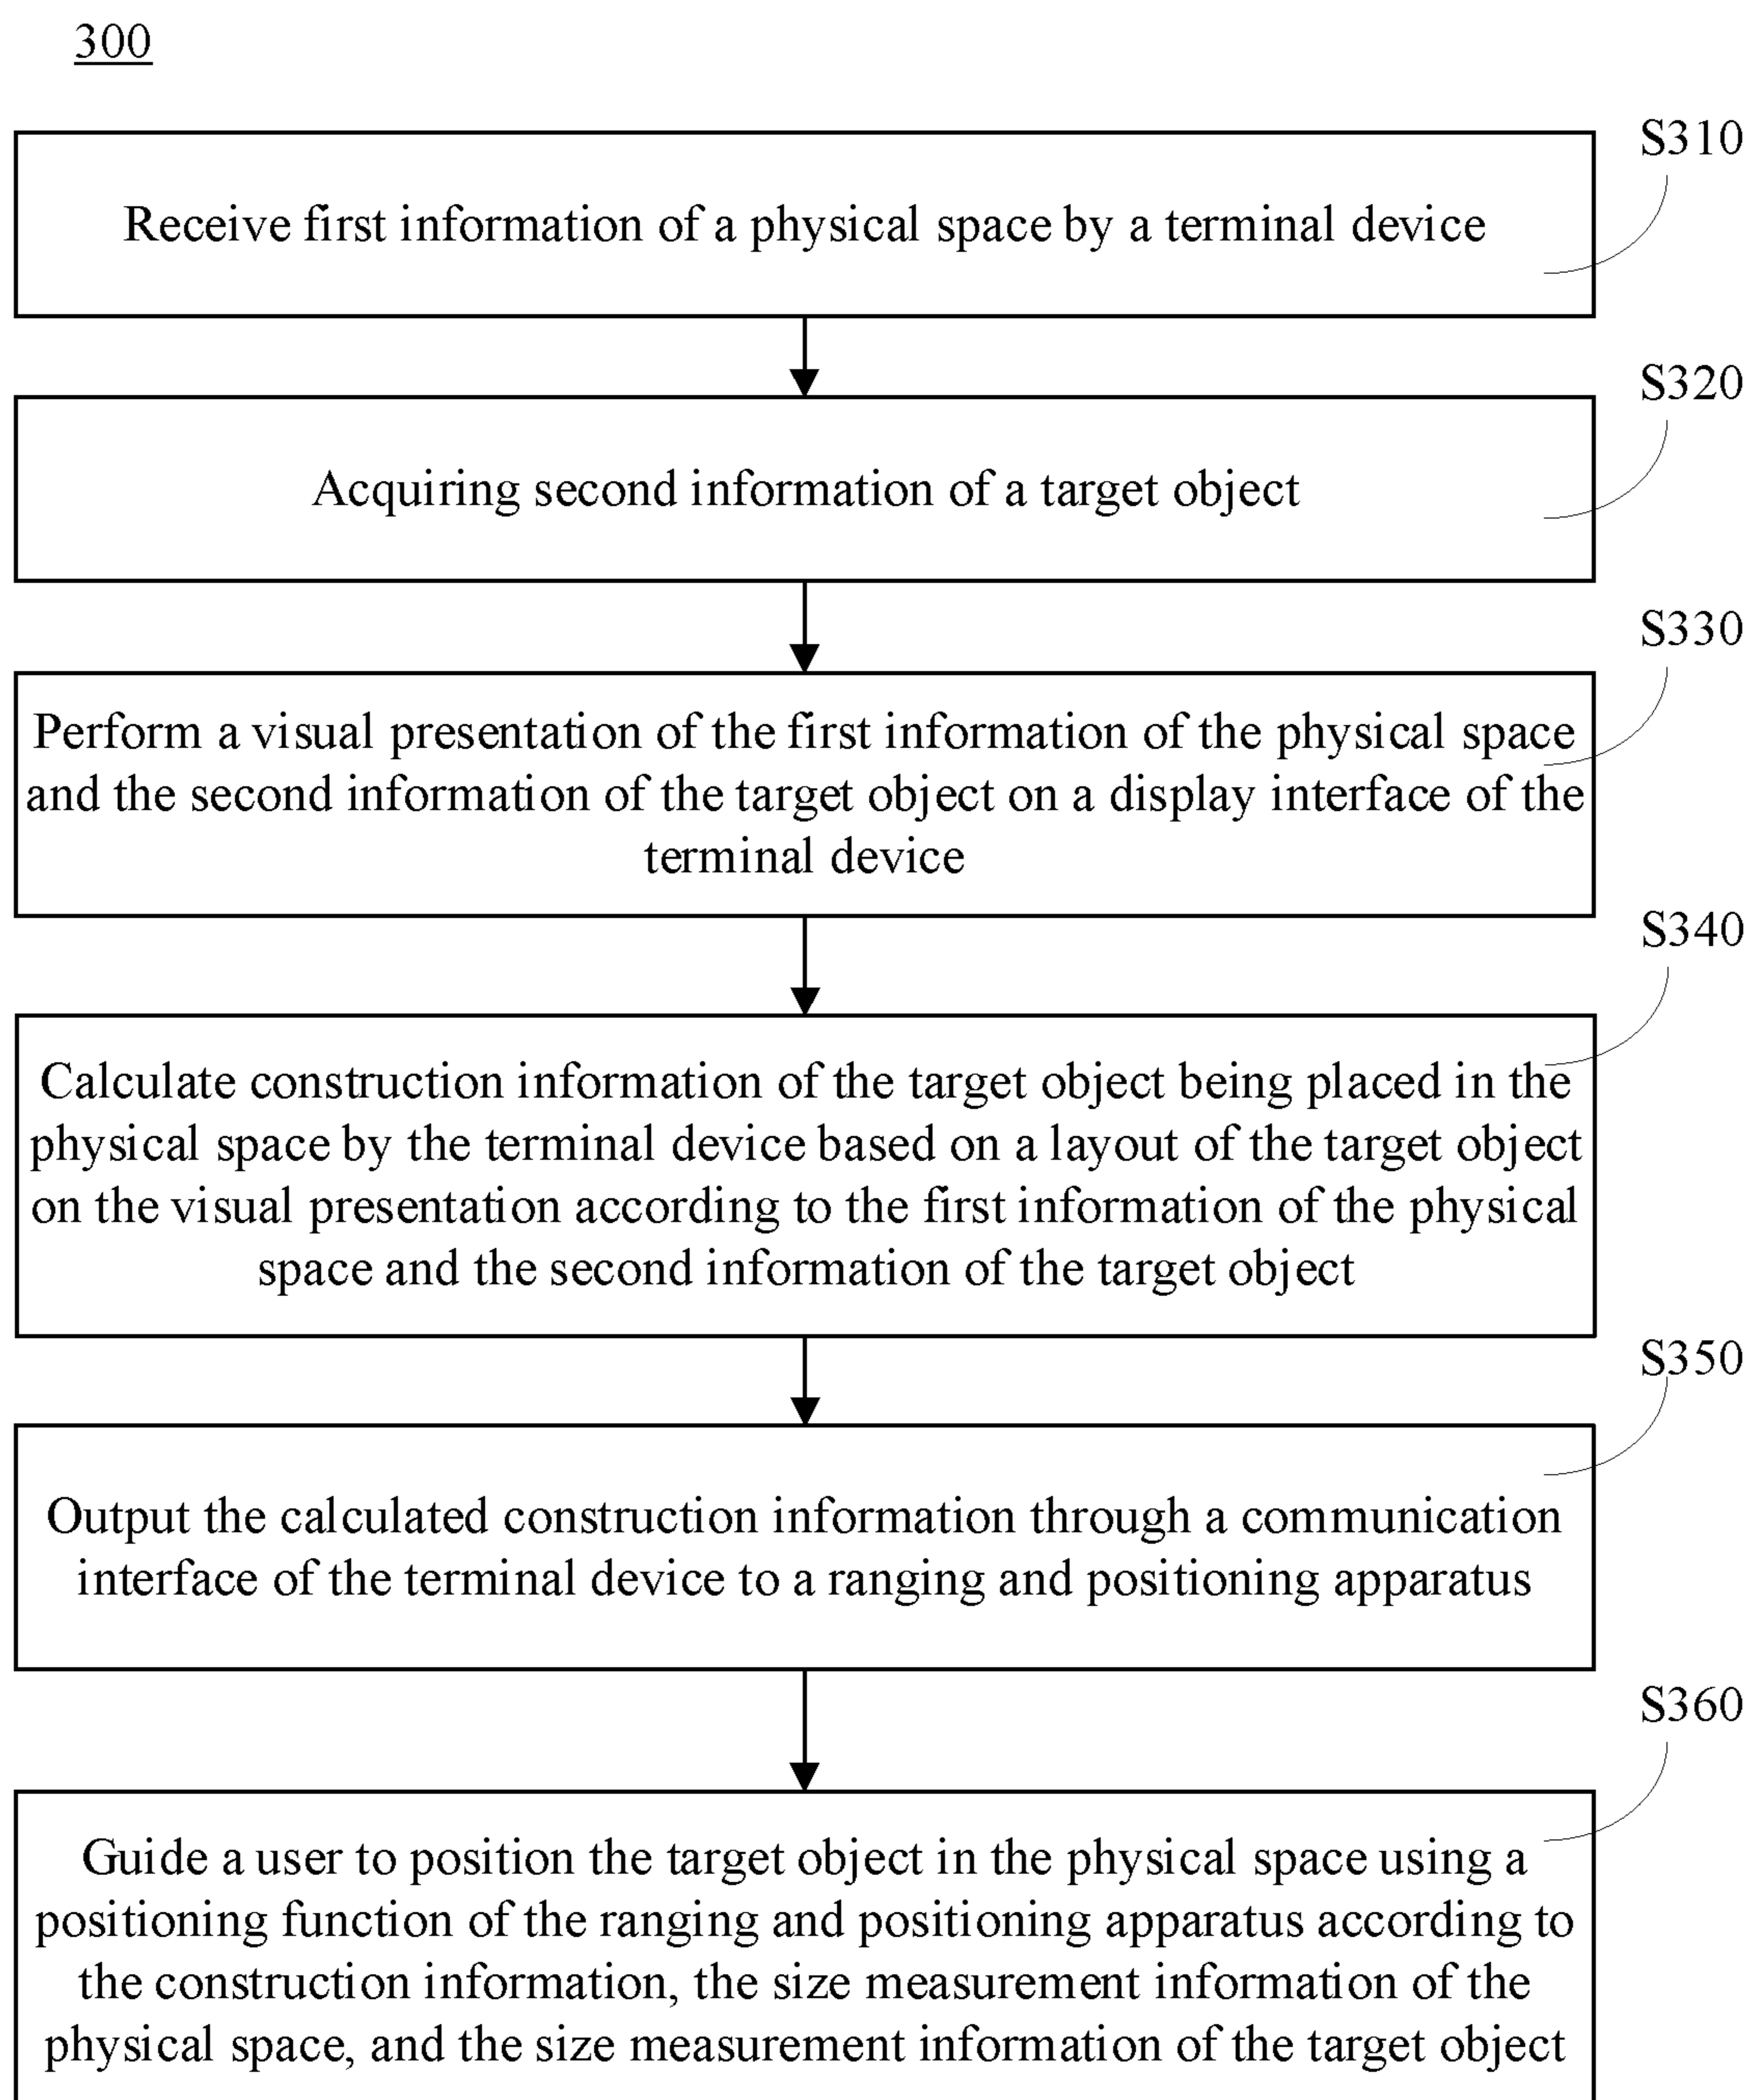 300
S310
Receive first information of a physical space by a terminal device
S320
Acquiring second information of a target object
S330
Perform a visual presentation of the first information of the physical space
and the second information of the target object on a display interface of the
terminal device
S340
Calculate construction information of the target object being placed in the
physical space by the terminal device based on a layout of the target object
on the visual presentation according to the first information of the physical
space and the second information of the target object
S350
Output the calculated construction information through a communication
interface of the terminal device to a ranging and positioning apparatus
S360
Guide a user to position the target object in the physical space using a
positioning function of the ranging and positioning apparatus according to
the construction information, the size measurement information of the
physical space, and the size measurement information of the target object